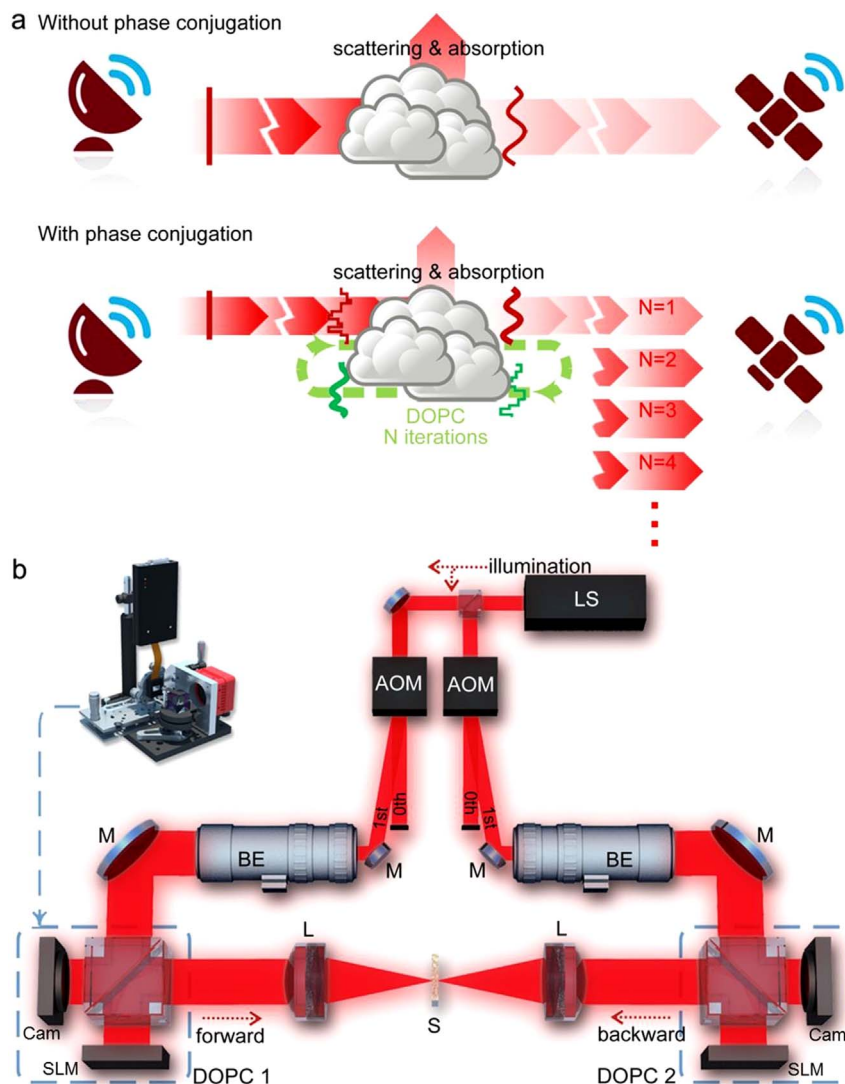 a
Without phase conjugation
scattering & absorption
With phase conjugation
scattering & absorption
N=1
N=2
DOPC
N iterations
N=3
N=4
b
illumination
LS
AOM
AOM
1st
0th
0th
1st
M
BE
M
M
BE
M
L
L
Cam
forward
S
backward
Cam
SLM
DOPC 1
DOPC 2
SLM